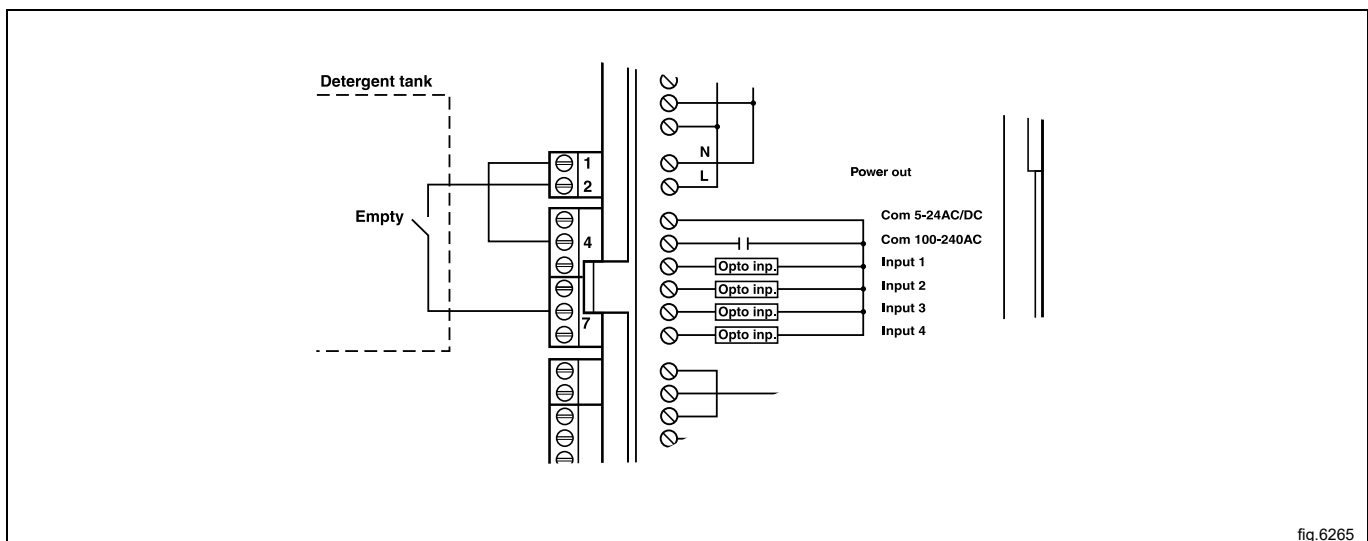 Detergent tank
N
1
L
Power out
2
Empty
Com 5-24AC/DC
4
Com 100-240AC
Opto inp.
Input 1
Opto inp.
Input 2
Opto inp.
Input 3
7
Opto inp.
Input 4
fig.6265